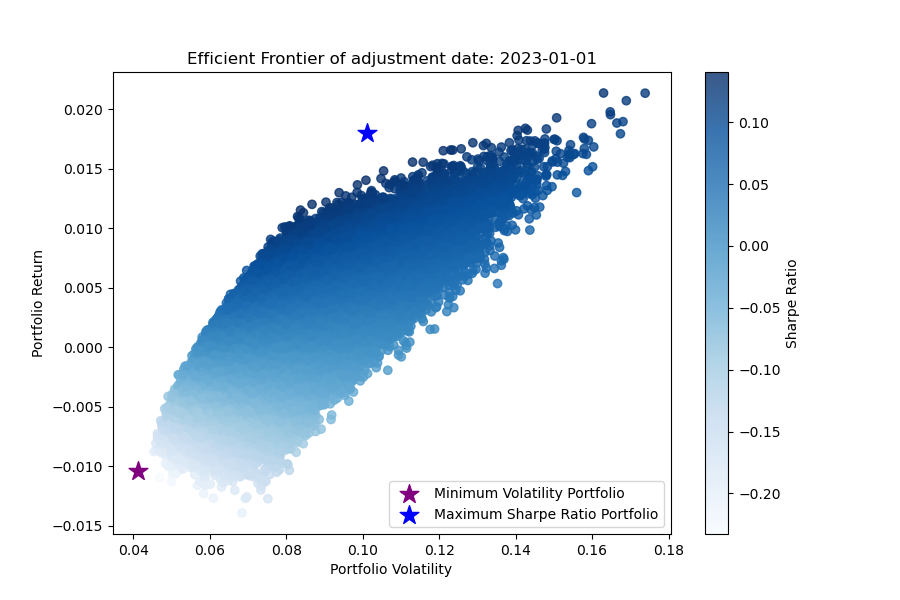 Efficient Frontier of adjustment date: 2023-01-01
Portfolio Return
0.020
0.015
0.010
0.005
0.000
−0.005
−0.010
−0.015
0.04 0.06 0.08 0.10 0.12 0.14 0.16 0.18
Portfolio Volatility
Minimum Volatility Portfolio
Maximum Sharpe Ratio Portfolio
0.10
0.05
0.00
−0.05
−0.10
−0.15
−0.20
Sharpe Ratio